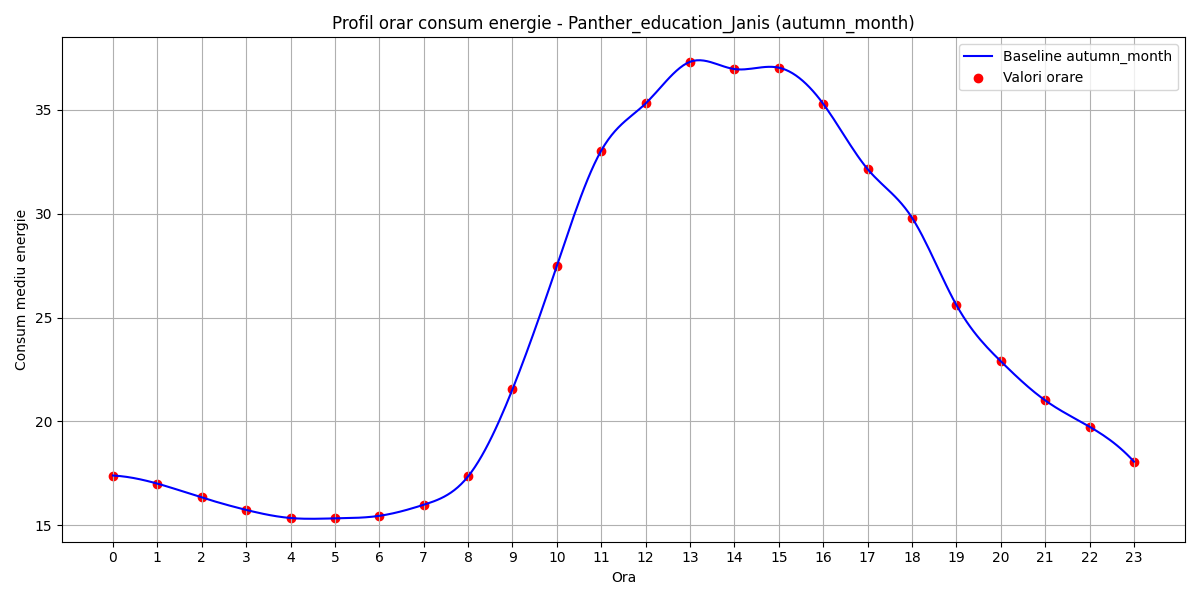 Profil orar consum energie - Panther_education_Janis (autumn_month)
Baseline autumn_month
Valori orare
Consum mediu energie
35
30
25
20
15
0 1 2 3 4 5 6 7 8 9 10 11 12 13 14 15 16 17 18 19 20 21 22 23
Ora